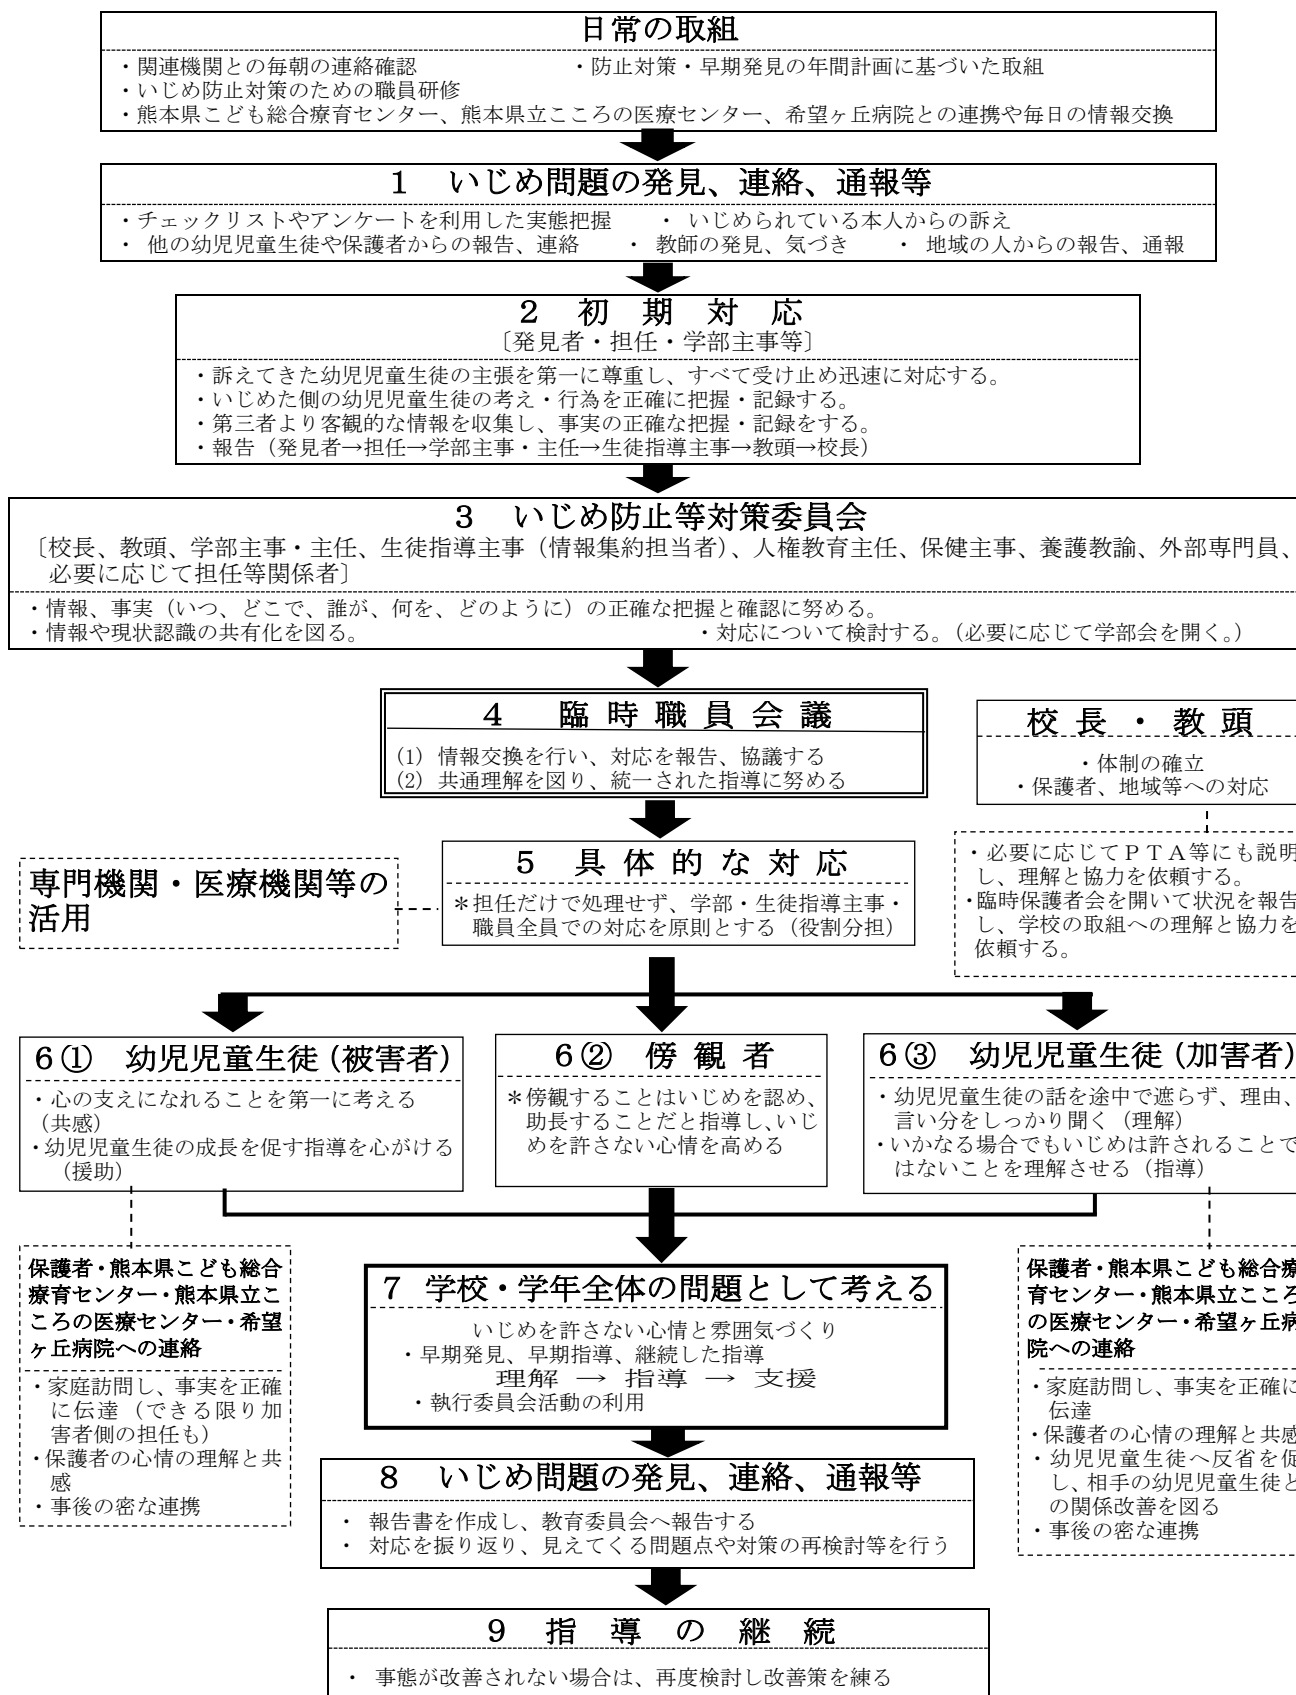 日常の取組
・関連機関との毎朝の連絡確認　・防止対策・早期発見の年間計画に基づいた取組
・いじめ防止対策のための職員研修
・熊本県こども総合療育センター、熊本県立こころの医療センター、希望ヶ丘病院との連携や毎日の情報交換
１　いじめ問題の発見、連絡、通報等
・チェックリストやアンケートを利用した実態把握　・ いじめられている本人からの訴え
・ 他の幼児児童生徒や保護者からの報告、連絡　・ 教師の発見、気づき　・ 地域の人からの報告、通報
２　初　期　対　応
〔発見者・担任・学部主事等〕
・訴えてきた幼児児童生徒の主張を第一に尊重し、すべて受け止め迅速に対応する。
・いじめた側の幼児児童生徒の考え・行為を正確に把握・記録する。
・第三者より客観的な情報を収集し、事実の正確な把握・記録をする。
・報告（発見者→担任→学部主事・主任→生徒指導主事→教頭→校長）
３　いじめ防止等対策委員会
〔校長、教頭、学部主事・主任、生徒指導主事（情報集約担当者）、人権教育主任、保健主事、養護教諭、外部専門員、
必要に応じて担任等関係者〕
・情報、事実（いつ、どこで、誰が、何を、どのように）の正確な把握と確認に努める。
・情報や現状認識の共有化を図る。　・対応について検討する。（必要に応じて学部会を開く。）
４　臨 時 職 員 会 議
(1) 情報交換を行い、対応を報告、協議する
(2) 共通理解を図り、統一された指導に努める
校 長 ・ 教 頭
・体制の確立
・保護者、地域等への対応
・必要に応じてＰＴＡ等にも説明
し、理解と協力を依頼する。
・臨時保護者会を開いて状況を報告
し、学校の取組への理解と協力を
依頼する。
専門機関・医療機関等の
活用
５　具 体 的 な 対 応
＊担任だけで処理せず、学部・生徒指導主事・
職員全員での対応を原則とする（役割分担）
６①　幼児児童生徒（被害者）
・心の支えになれることを第一に考える
（共感）
・幼児児童生徒の成長を促す指導を心がける
（援助）
６②　傍 観 者
＊傍観することはいじめを認め、
助長することだと指導し、いじ
めを許さない心情を高める
６③　幼児児童生徒（加害者）
・幼児児童生徒の話を途中で遮らず、理由、
言い分をしっかり聞く（理解）
・いかなる場合でもいじめは許されることで
はないことを理解させる（指導）
保護者・熊本県こども総合
療育センター・熊本県立こ
ころの医療センター・希望
ヶ丘病院への連絡
・家庭訪問し、事実を正確
に伝達（できる限り加
害者側の担任も）
・保護者の心情の理解と共
感
・事後の密な連携
７ 学校・学年全体の問題として考える
いじめを許さない心情と雰囲気づくり
・早期発見、早期指導、継続した指導
理解 → 指導 → 支援
・執行委員会活動の利用
保護者・熊本県こども総合療
育センター・熊本県立こころ
の医療センター・希望ヶ丘病
院への連絡
・家庭訪問し、事実を正確に
伝達
・保護者の心情の理解と共感
・幼児児童生徒へ反省を促
し、相手の幼児児童生徒と
の関係改善を図る
・事後の密な連携
８　いじめ問題の発見、連絡、通報等
・ 報告書を作成し、教育委員会へ報告する
・ 対応を振り返り、見えてくる問題点や対策の再検討等を行う
９　指　導　の　継　続
・ 事態が改善されない場合は、再度検討し改善策を練る